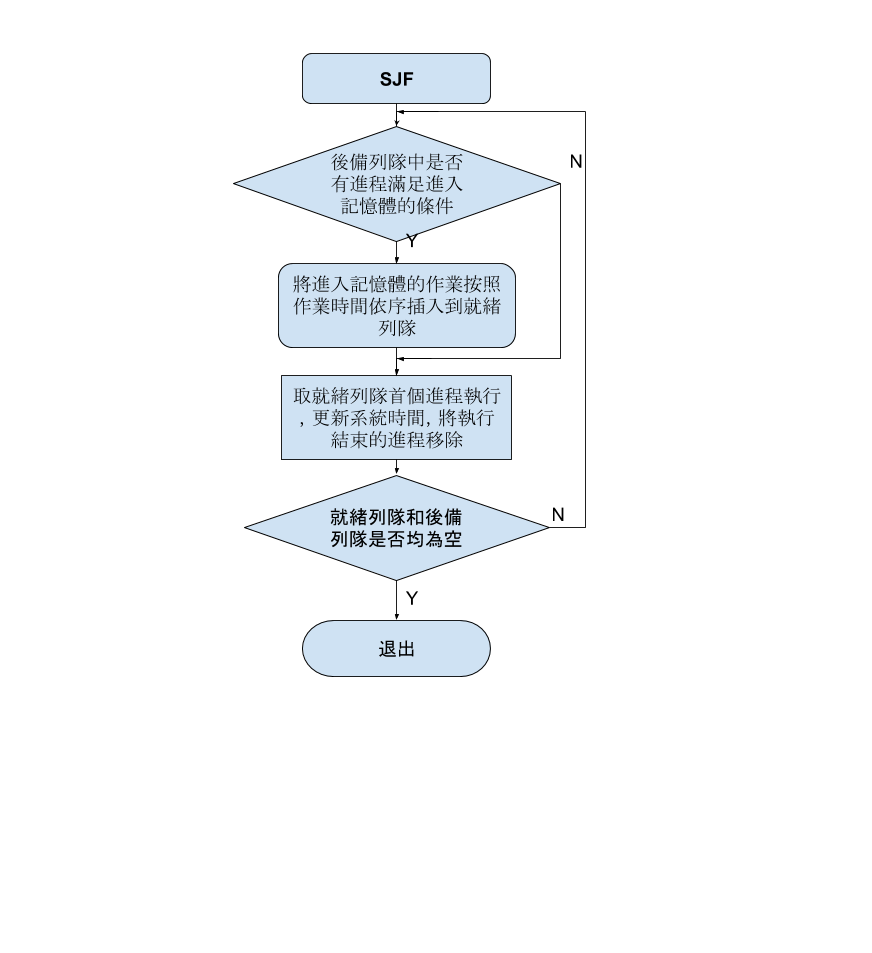 SJF
後備列隊中是否
有進程滿足進入
記憶體的條件
N
Y
將進入記憶體的作業按照
作業時間依序插入到就緒
列隊
取就緒列隊首個進程執行
，更新系統時間，將執行
結束的進程移除
就緒列隊和後備
列隊是否均為空
N
Y
退出